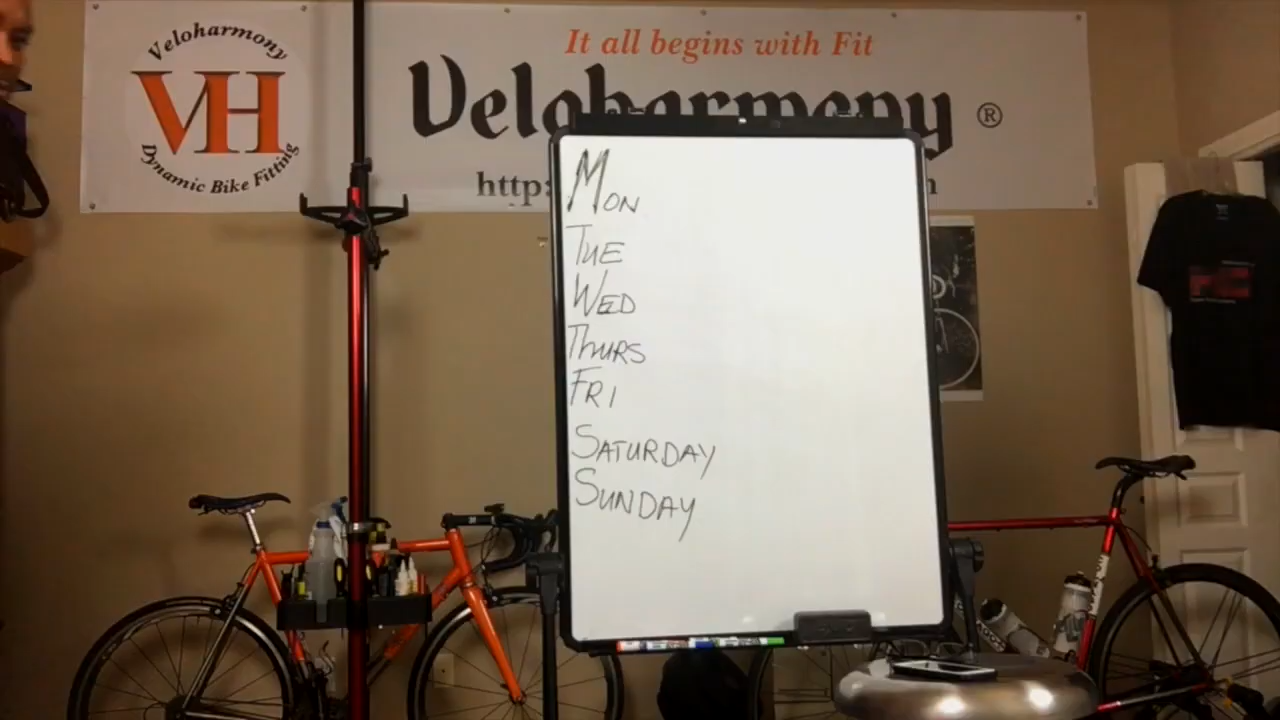 Veloharmony
VH
Dynamic Bike Fitting
It all begins with Fit
Veloharmony ®
http:
MON
TUE
WED
THURS
FRI
SATURDAY
SUNDAY